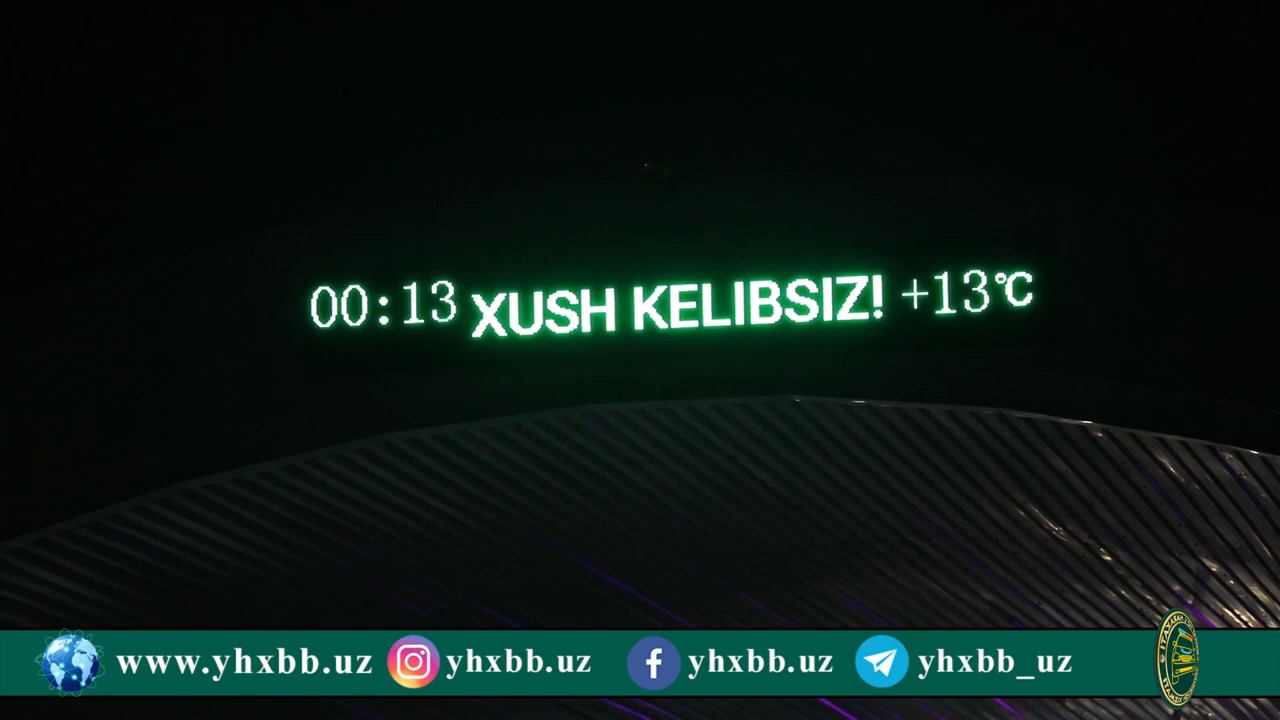 00:13 XUSH KELIBSIZ! +13℃
www.yhxbb.uz yhxbb.uz yhxbb.uz yhxbb_uz